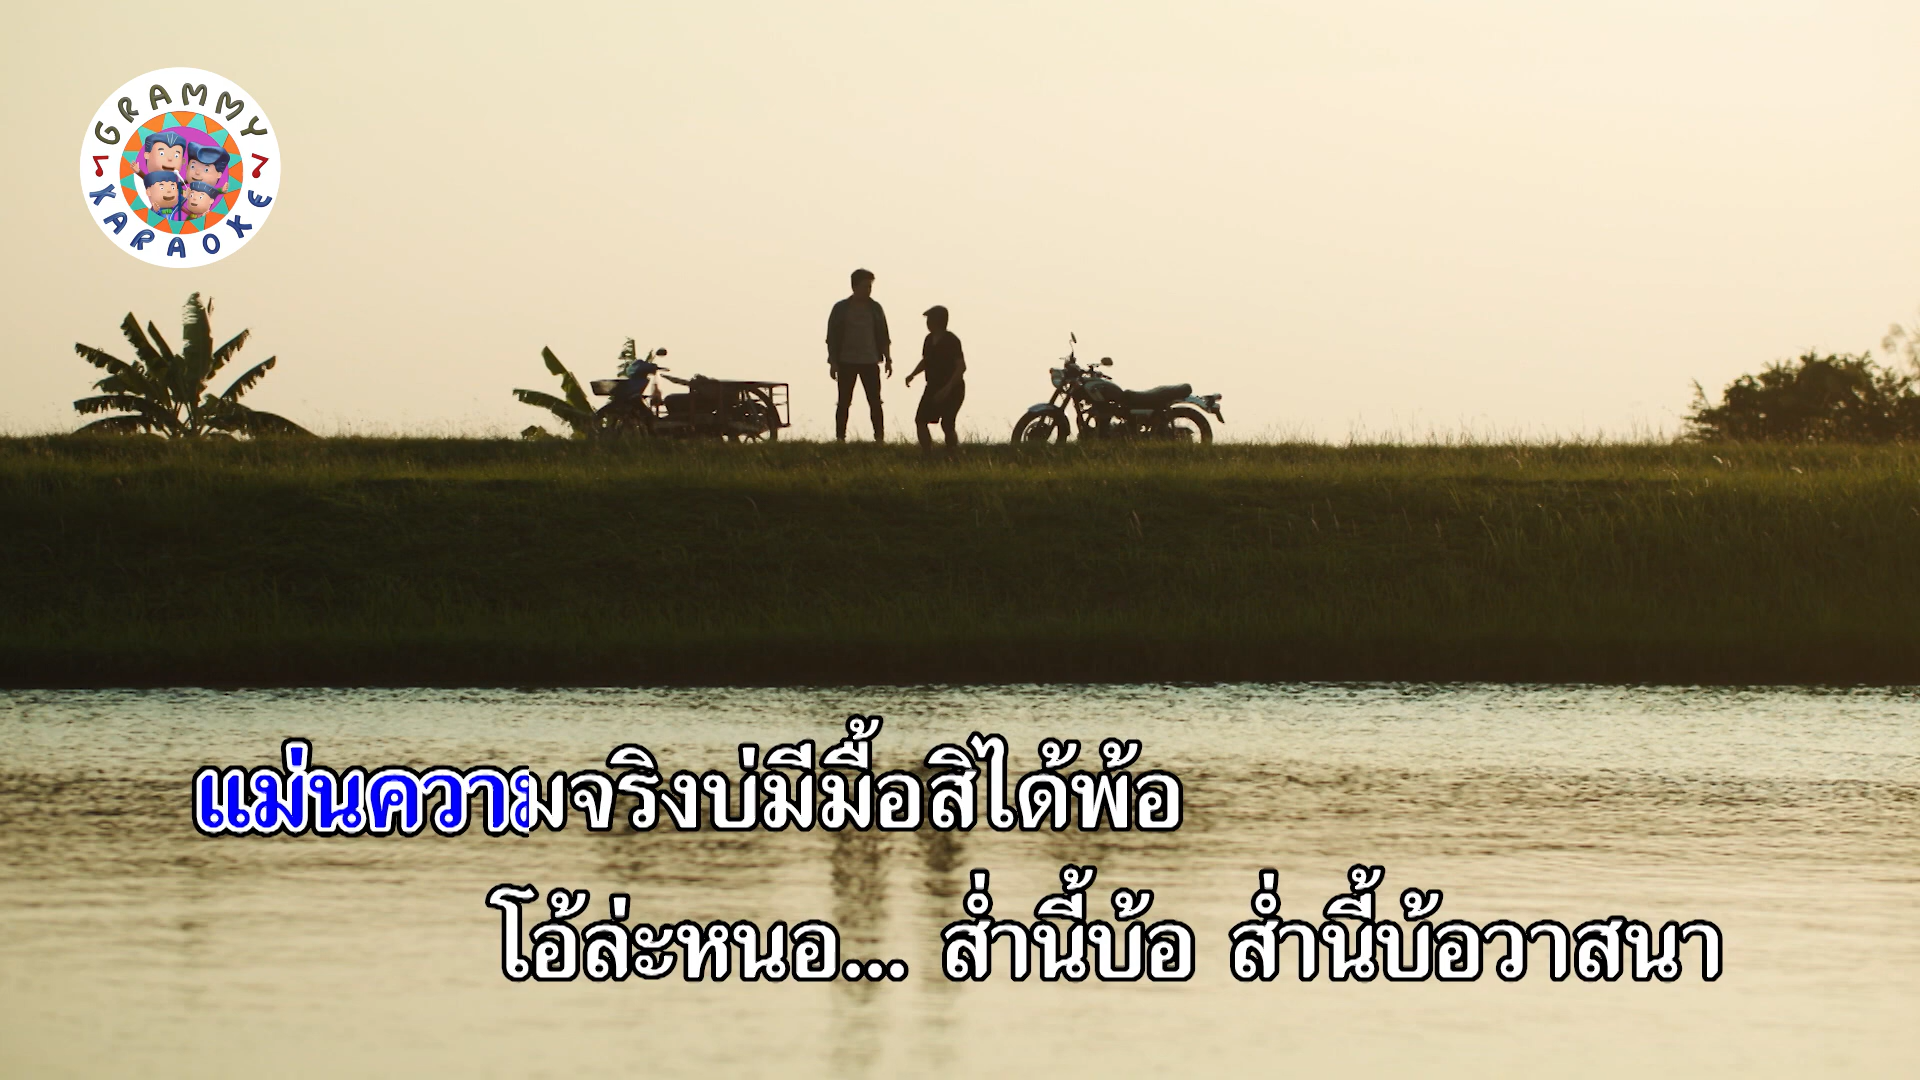 GRAMMY
KARAOKE
แม่นความจริงบ่มีมื้อสิได้พ้อ
โอ้ล่ะหนอ... ส่ำนี้บ้อ ส่ำนี้บ้อวาสนา